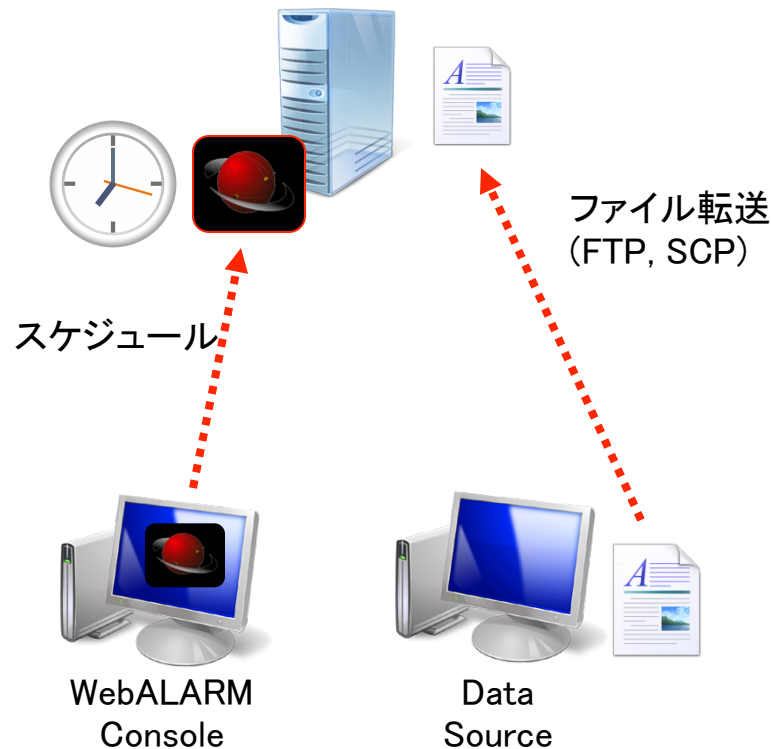 ファイル転送
(FTP, SCP)
スケジュール
WebALARM
Console
Data
Source